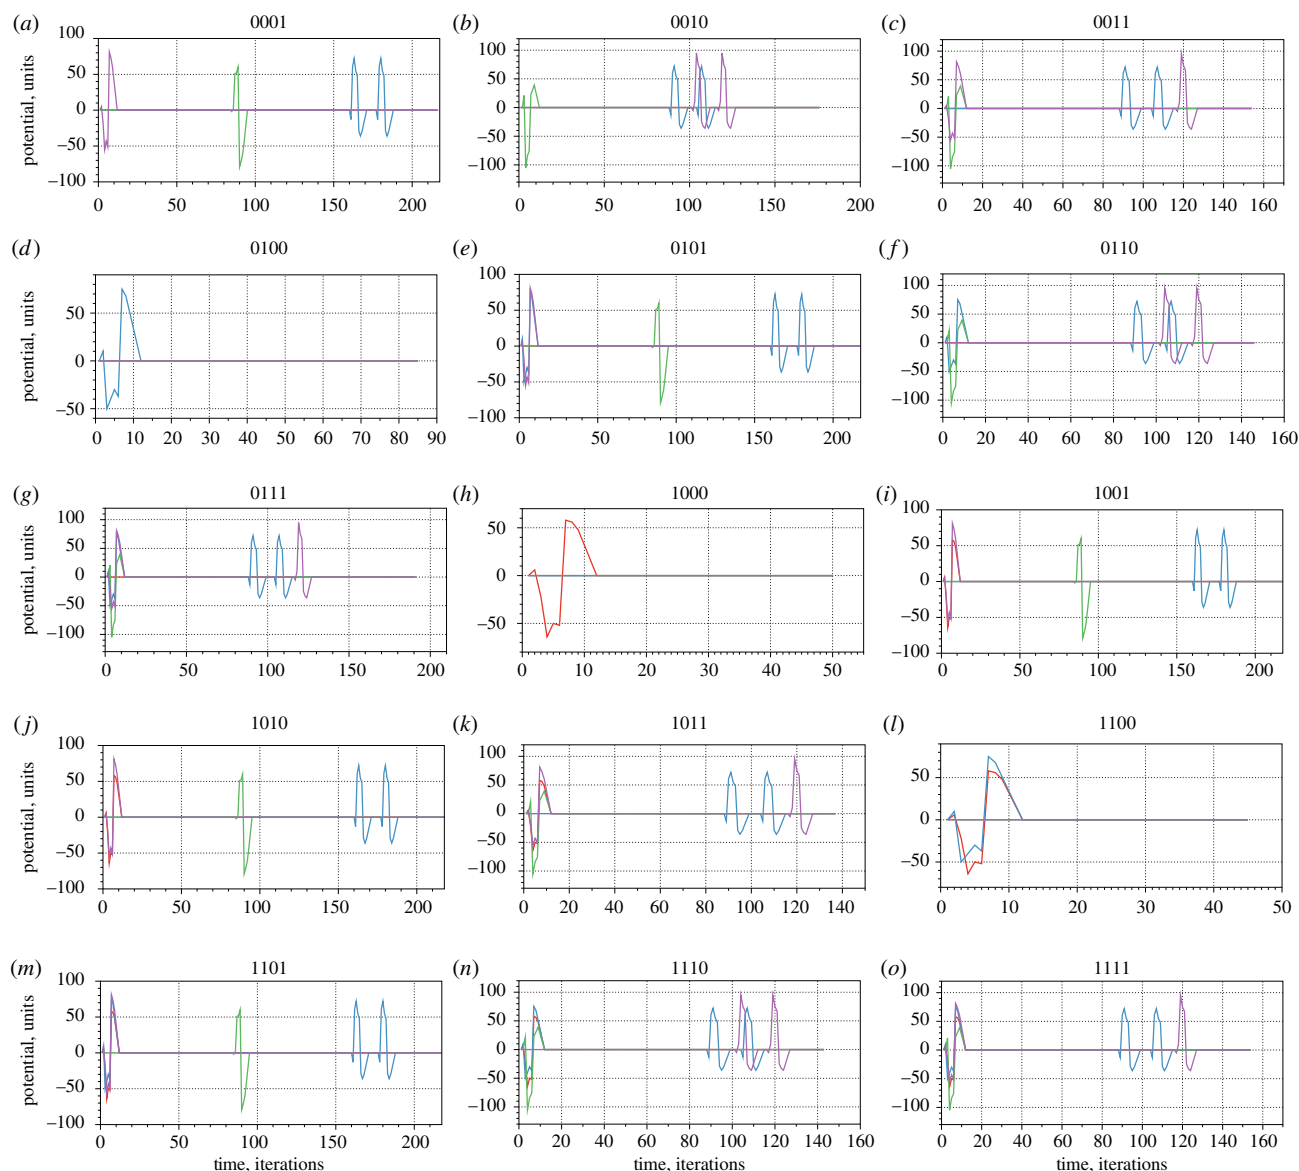 (a) 0001 (b) 0010 (c) 0011
potential, units
100 50 0 –50 –100
0 50 100 150 200
100 50 0 –50 –100
0 50 100 150 200
100 50 0 –50 –100
0 20 40 60 80 100 120 140 160
(d) 0100 (e) 0101 (f) 0110
potential, units
50 0 –50
0 10 20 30 40 50 60 70 80 90
100 50 0 –50 –100
0 50 100 150 200
100 50 0 –50 –100
0 20 40 60 80 100 120 140 160
(g) 0111 (h) 1000 (i) 1001
potential, units
100 50 0 –50 –100
0 50 100 150 200
50 0 –50
0 10 20 30 40 50
100 50 0 –50 –100
0 50 100 150 200
(j) 1010 (k) 1011 (l) 1100
potential, units
100 50 0 –50 –100
0 50 100 150 200
100 50 0 –50 –100
0 20 40 60 80 100 120 140
50 0 –50
0 10 20 30 40 50
(m) 1101 (n) 1110 (o) 1111
potential, units
100 50 0 –50 –100
0 50 100 150 200
100 50 0 –50 –100
0 20 40 60 80 100 120 140 160
100 50 0 –50 –100
0 20 40 60 80 100 120 140 160
time, iterations time, iterations time, iterations